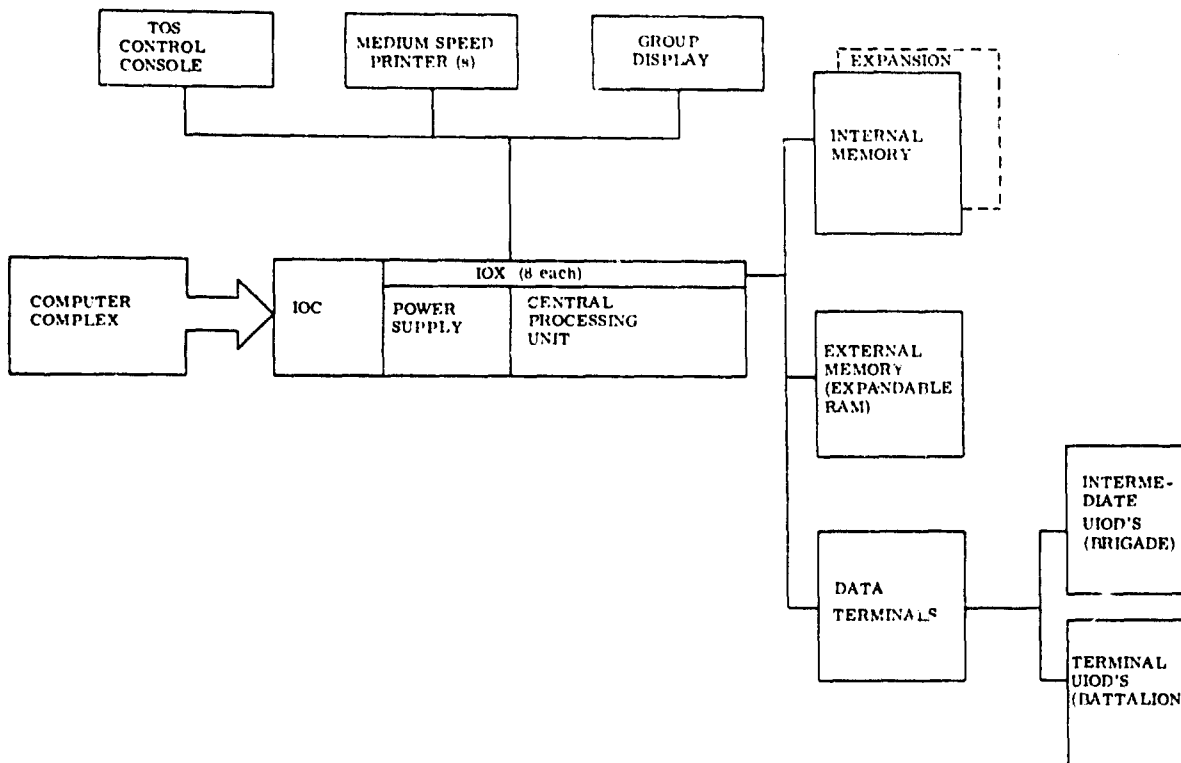 TOS
CONTROL
CONSOLE
MEDIUM SPEED
PRINTER (s)
GROUP
DISPLAY
EXPANSION
INTERNAL
MEMORY
COMPUTER
COMPLEX
IOC
IOX (8 each)
POWER
SUPPLY
CENTRAL
PROCESSING
UNIT
EXTERNAL
MEMORY
(EXPANDABLE
RAM)
DATA
TERMINALS
INTERME-
DIATE
UIOD'S
(BRIGADE)
TERMINAL
UIOD'S
(BATTALION